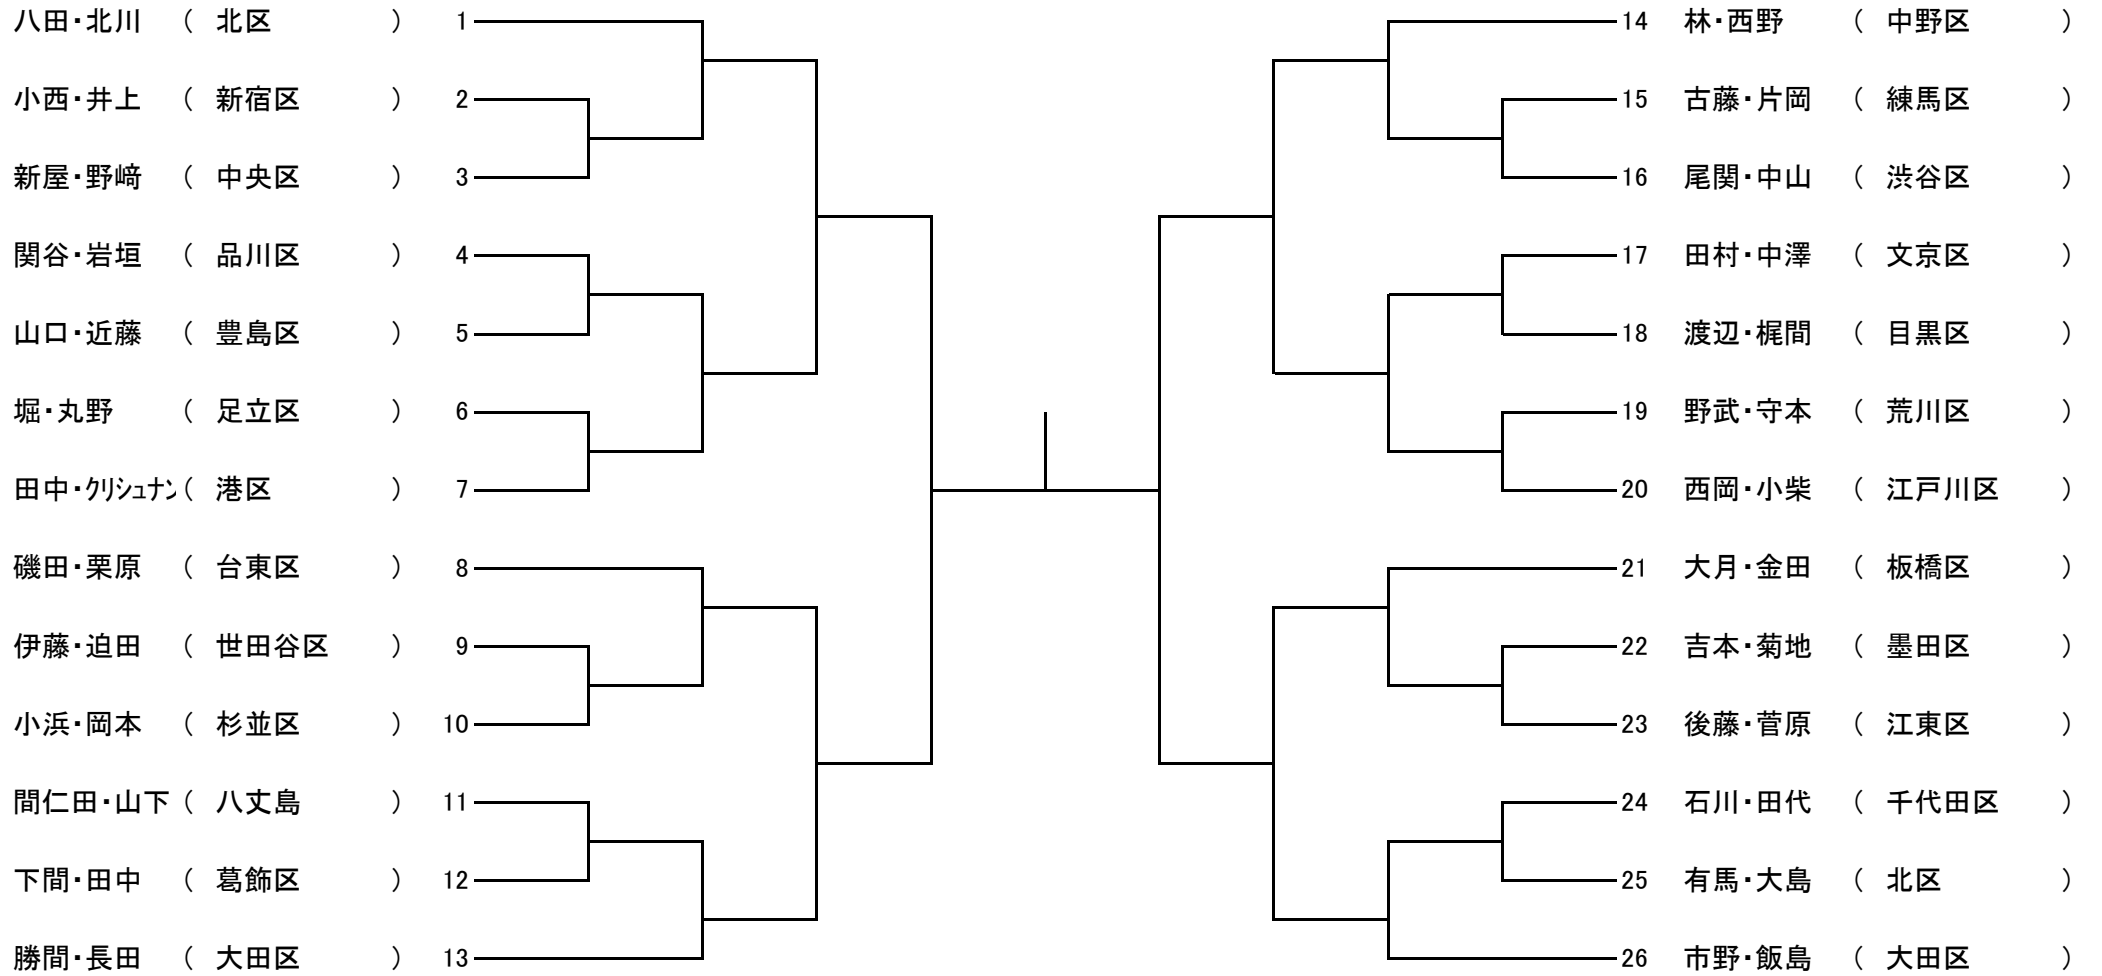 八田・北川 ( 北区 ) 1
小西・井上 ( 新宿区 ) 2
新屋・野﨑 ( 中央区 ) 3
関谷・岩垣 ( 品川区 ) 4
山口・近藤 ( 豊島区 ) 5
堀・丸野 ( 足立区 ) 6
田中・ｸﾘｼｭﾅﾝ ( 港区 ) 7
磯田・栗原 ( 台東区 ) 8
伊藤・迫田 ( 世田谷区 ) 9
小浜・岡本 ( 杉並区 ) 10
間仁田・山下 ( 八丈島 ) 11
下間・田中 ( 葛飾区 ) 12
勝間・長田 ( 大田区 ) 13
14 林・西野 ( 中野区 )
15 古藤・片岡 ( 練馬区 )
16 尾関・中山 ( 渋谷区 )
17 田村・中澤 ( 文京区 )
18 渡辺・梶間 ( 目黒区 )
19 野武・守本 ( 荒川区 )
20 西岡・小柴 ( 江戸川区 )
21 大月・金田 ( 板橋区 )
22 吉本・菊地 ( 墨田区 )
23 後藤・菅原 ( 江東区 )
24 石川・田代 ( 千代田区 )
25 有馬・大島 ( 北区 )
26 市野・飯島 ( 大田区 )